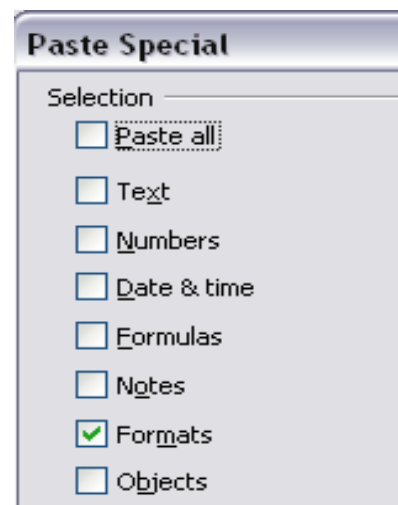 Paste Special
Selection
Paste all
Text
Numbers
Date & time
Formulas
Notes
Formats
Objects